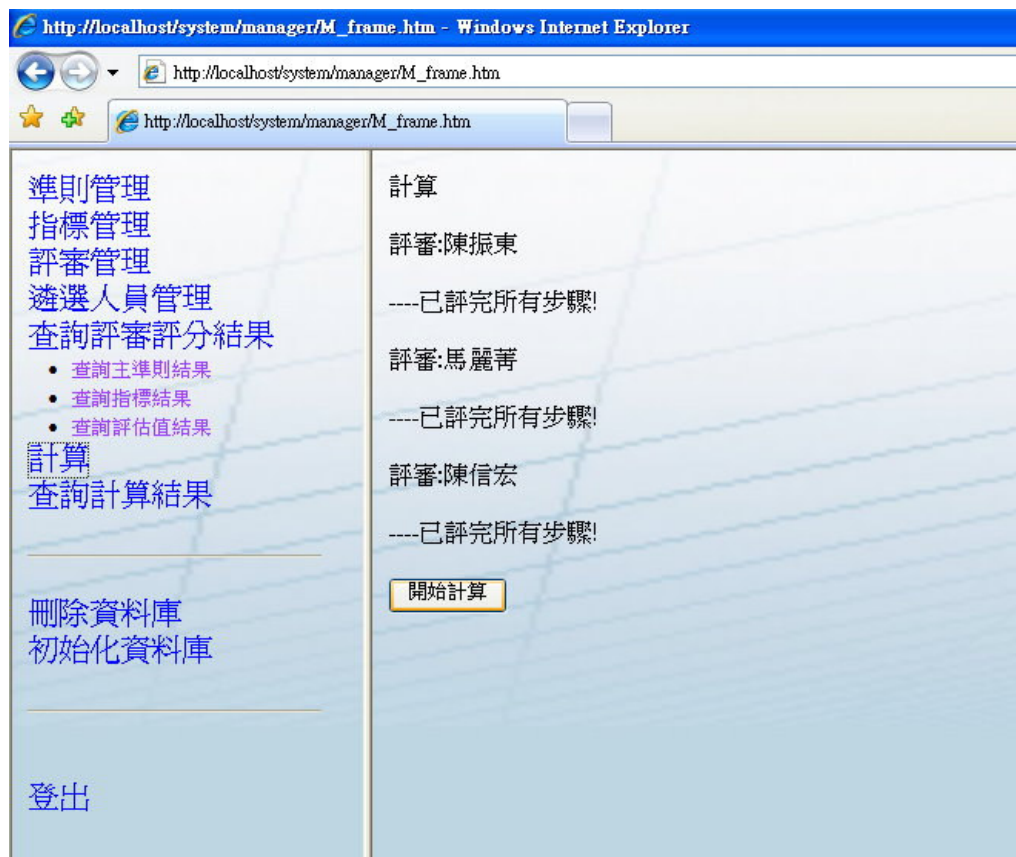 http://localhost/system/manager/M_frame.htm - Windows Internet Explorer
http://localhost/system/manager/M_frame.htm
http://localhost/system/manager/M_frame.htm
準則管理
指標管理
評審管理
遴選人員管理
查詢評審評分結果
查詢主準則結果
查詢指標結果
查詢評估值結果
計算
查詢計算結果
刪除資料庫
初始化資料庫
登出
計算
評審:陳振東
----已評完所有步驟!
評審:馬麗菁
----已評完所有步驟!
評審:陳信宏
----已評完所有步驟!
開始計算